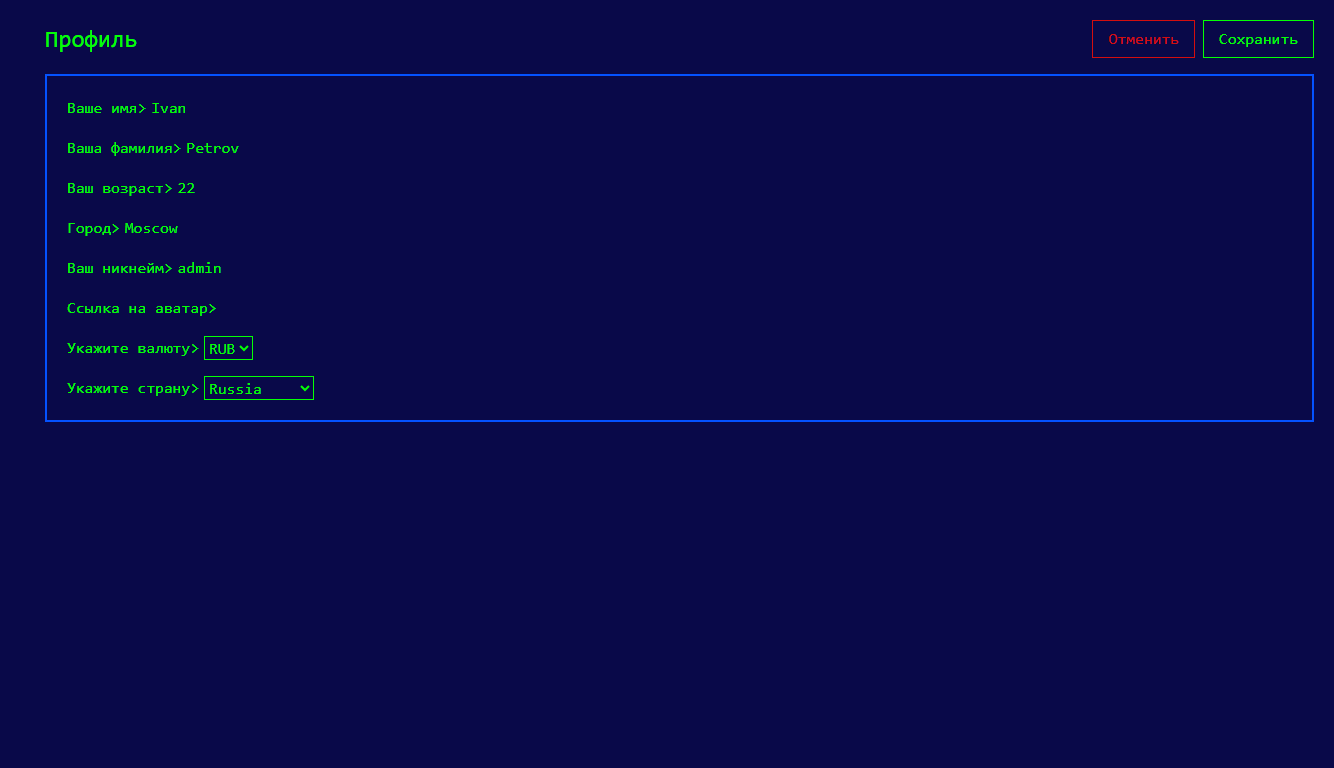 Профиль
Отменить
Сохранить
Ваше имя> Ivan
Ваша фамилия> Petrov
Ваш возраст> 22
Город> Moscow
Ваш никнейм> admin
Ссылка на аватар>
Укажите валюту> RUB
Укажите страну> Russia